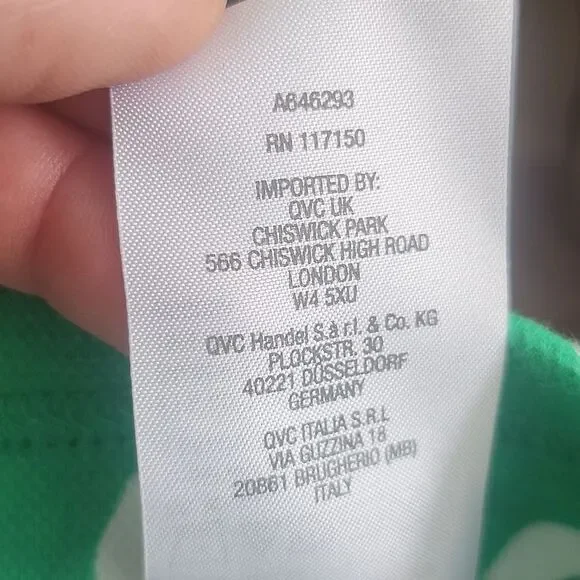 A646293
RN 117150
IMPORTED BY:
QVC UK
CHISWICK PARK
566 CHISWICK HIGH ROAD
LONDON
W4 5XU
QVC Handel S.à r.l. & Co. KG
PLOCKSTR. 30
40221 DÜSSELDORF
GERMANY
QVC ITALIA S.R.L
VIA GUZZINA 18
20861 BRUGHERIO (MB)
ITALY